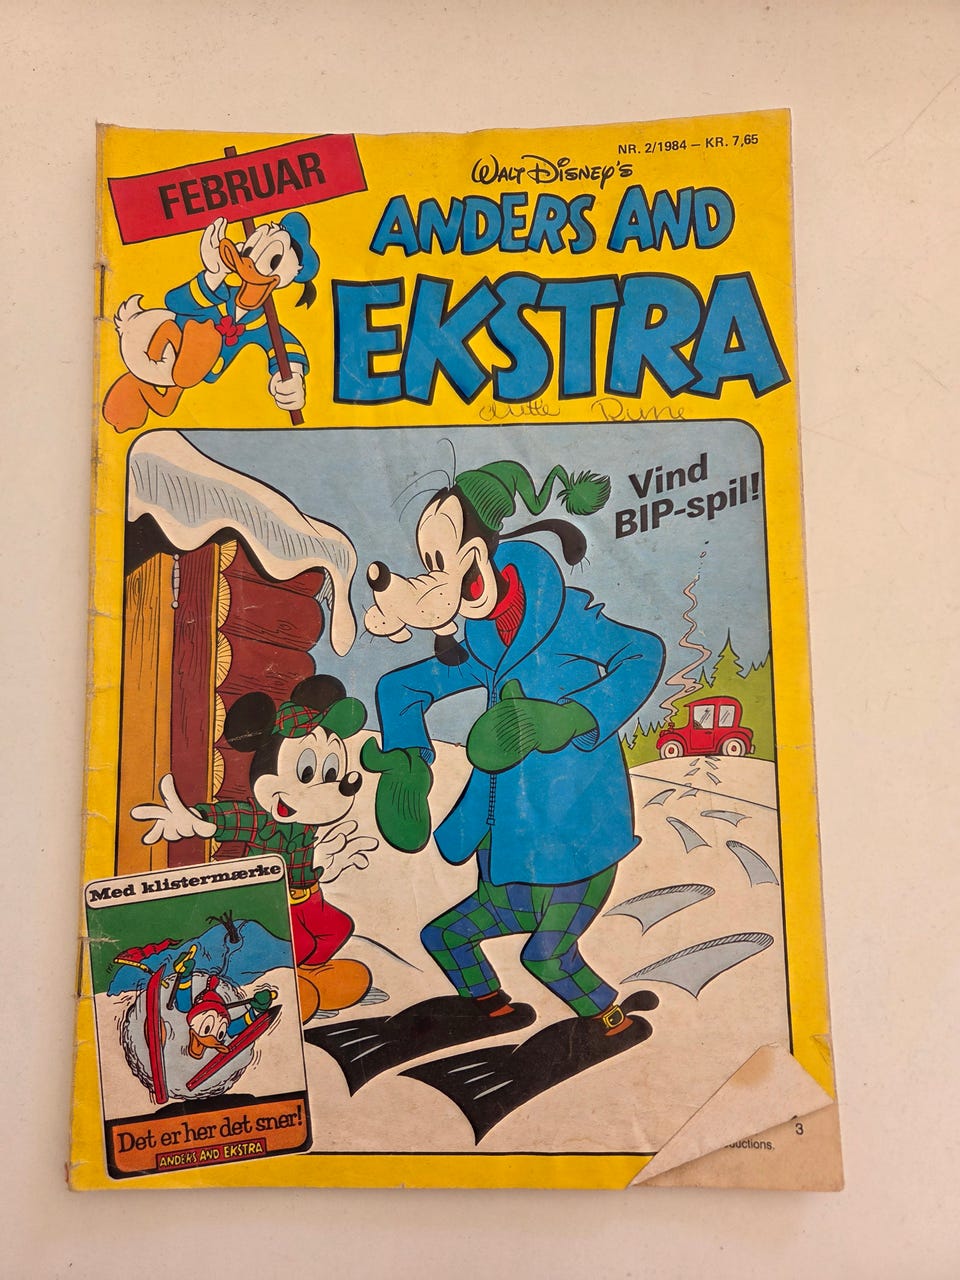 FEBRUAR
NR. 2/1984 – KR. 7,65
WALT DISNEY'S
ANDERS AND
EKSTRA
Rune
Vind
BIP-spil!
Med klistermærke
Det er her det sner!
ANDERS AND EKSTRA
3